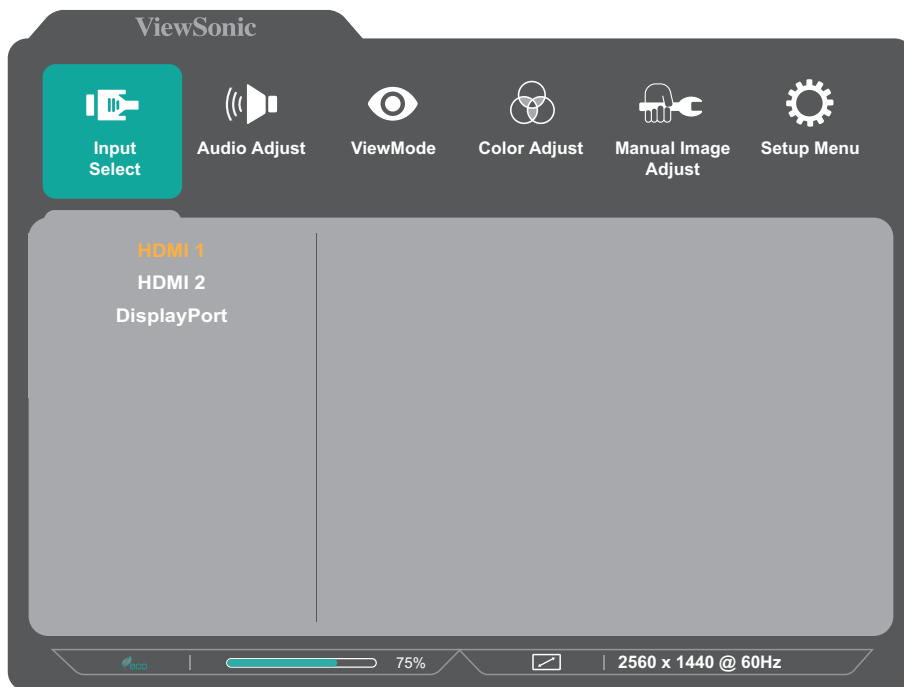 ViewSonic
Input
Select
Audio Adjust
ViewMode
Color Adjust
Manual Image
Adjust
Setup Menu
HDMI 1
HDMI 2
DisplayPort
eco
75%
2560 x 1440 @ 60Hz